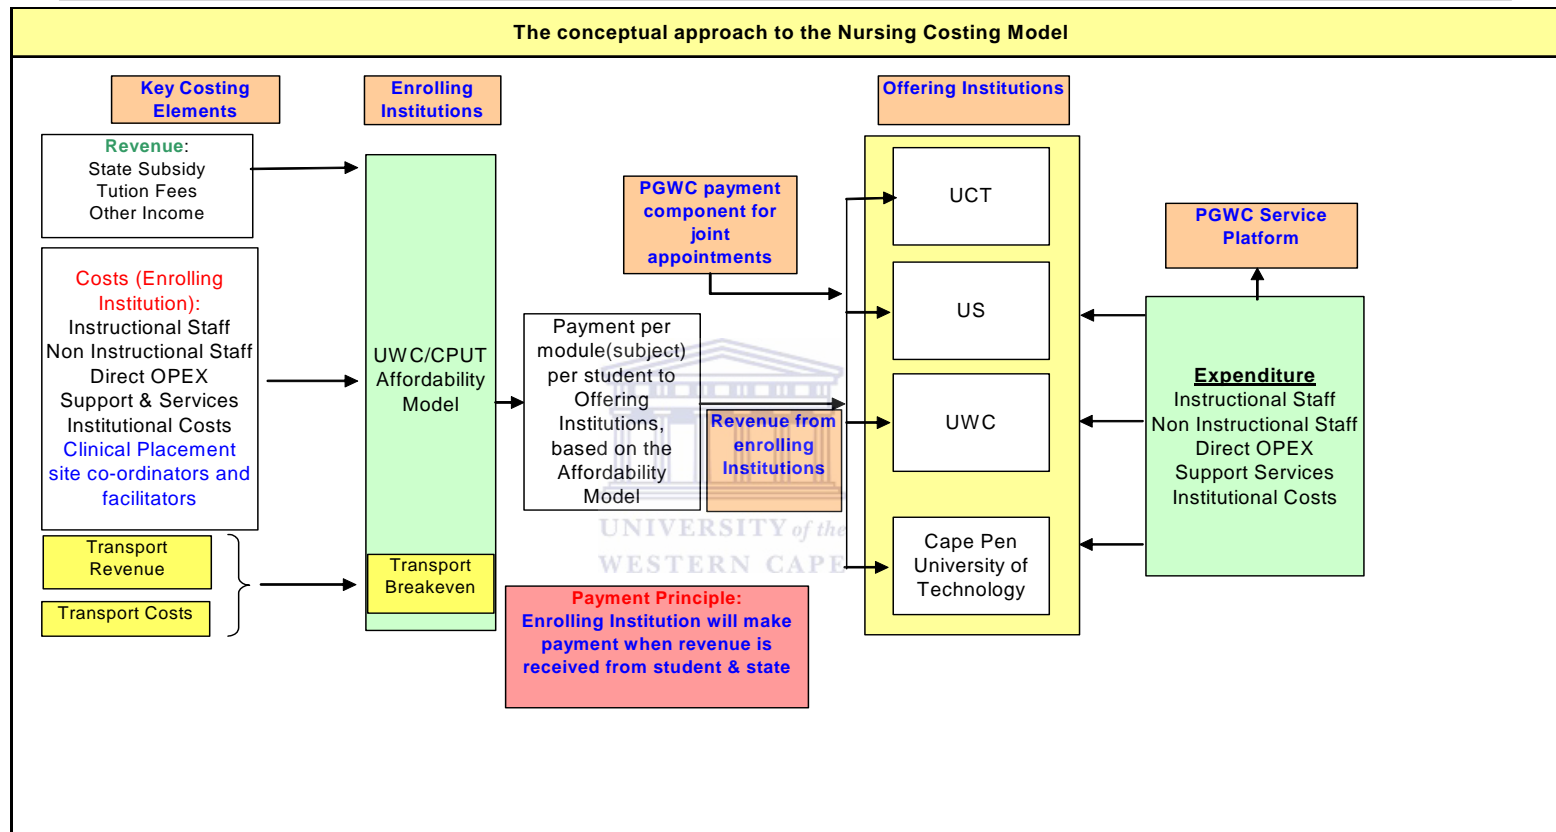 The conceptual approach to the Nursing Costing Model
Key Costing
Elements
Enrolling
Institutions
Offering Institutions
Revenue:
State Subsidy
Tution Fees
Other Income
Costs (Enrolling
Institution):
Instructional Staff
Non Instructional Staff
Direct OPEX
Support & Services
Institutional Costs
Clinical Placement
site co-ordinators and
facilitators
Transport
Revenue
Transport Costs
UWC/CPUT
Affordability
Model
Transport
Breakeven
Payment per
module(subject)
per student to
Offering
Institutions,
based on the
Affordability
Model
PGWC payment
component for
joint
appointments
Revenue from
enrolling
Institutions
UNIVERSITY of the
WESTERN CAPE
Payment Principle:
Enrolling Institution will make
payment when revenue is
received from student & state
UCT
US
UWC
Cape Pen
University of
Technology
PGWC Service
Platform
Expenditure
Instructional Staff
Non Instructional Staff
Direct OPEX
Support Services
Institutional Costs